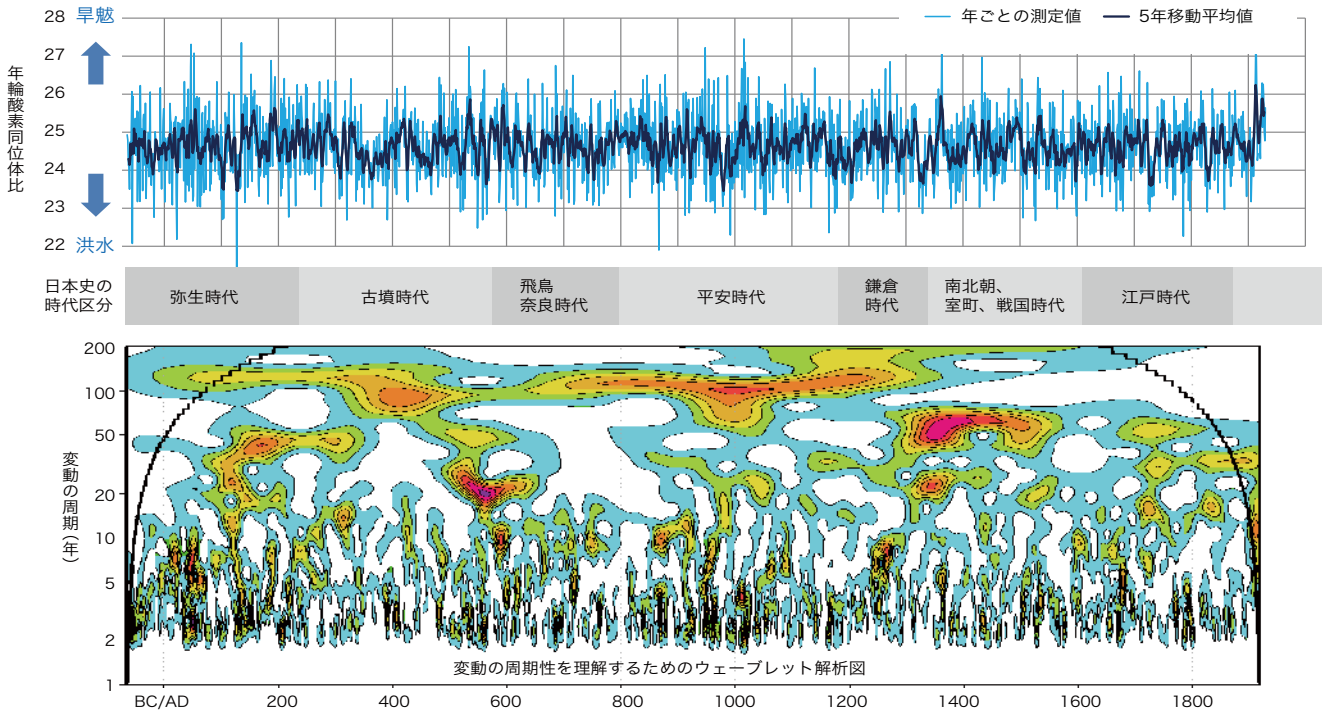 28
旱魃
年ごとの測定値
5年移動平均値
27
26
25
24
23
22
洪水
年輪酸素同位体比
日本史の
時代区分
弥生時代
古墳時代
飛鳥
奈良時代
平安時代
鎌倉
時代
南北朝、
室町、戦国時代
江戸時代
200
100
50
20
10
5
2
1
変動の周期(年)
変動の周期性を理解するためのウェーブレット解析図
BC/AD
200
400
600
800
1000
1200
1400
1600
1800